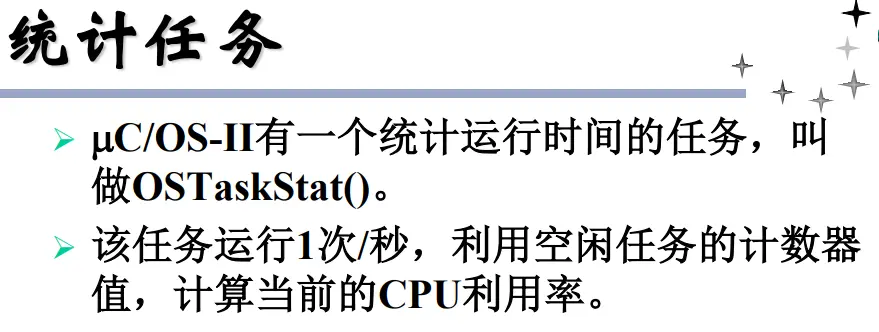 统计任务
μC/OS-II有一个统计运行时间的任务，叫
做OSTaskStat()。
该任务运行1次/秒，利用空闲任务的计数器
值，计算当前的CPU利用率。